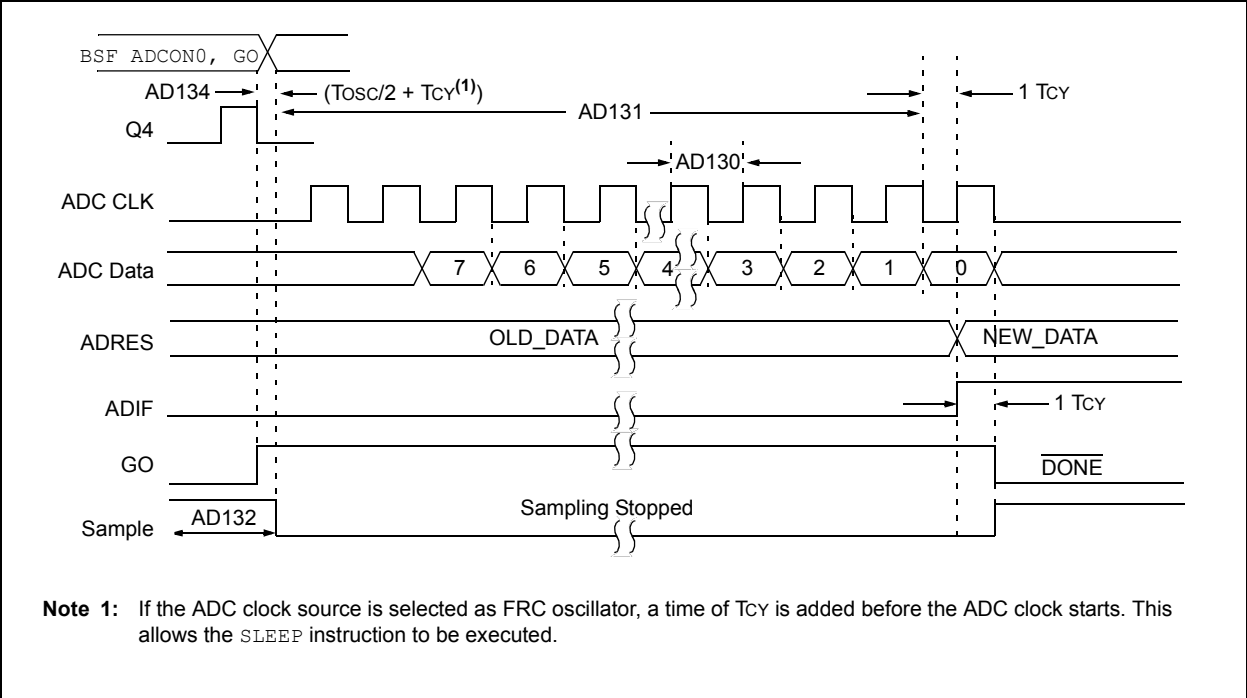 BSF ADCON0, GO
AD134
(TOSC/2 + TCY(1))
1 TCY
AD131
Q4
AD130
ADC CLK
ADC Data
7 6 5 4 3 2 1 0
ADRES
OLD_DATA
NEW_DATA
ADIF
1 TCY
GO
DONE
Sample
AD132
Sampling Stopped
Note 1: If the ADC clock source is selected as FRC oscillator, a time of TCY is added before the ADC clock starts. This
allows the SLEEP instruction to be executed.